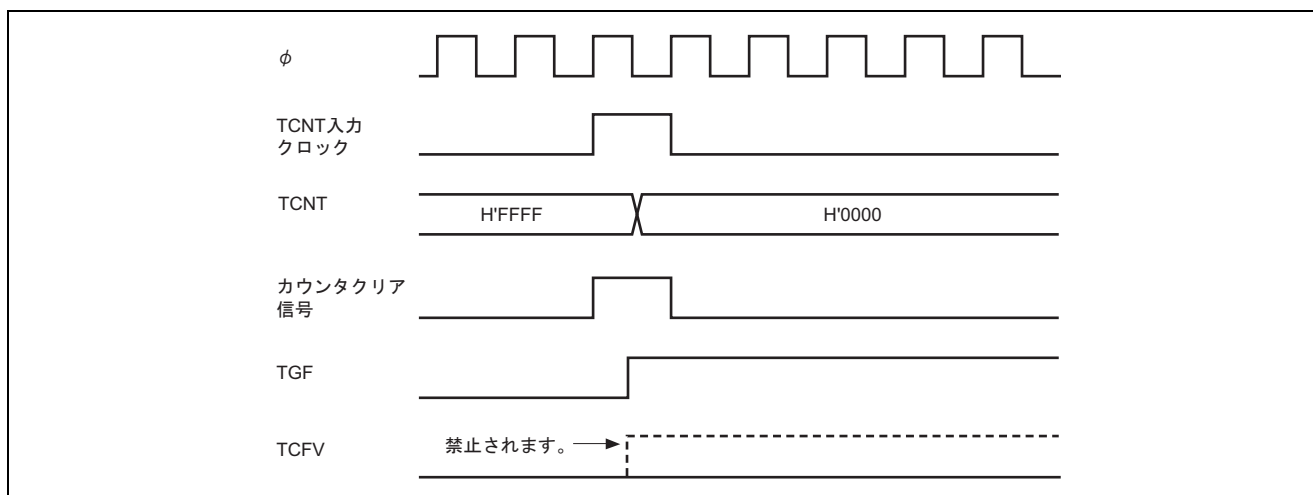 φ
TCNT入力
クロック
TCNT
H'FFFF
H'0000
カウンタクリア
信号
TGF
TCFV
禁止されます。